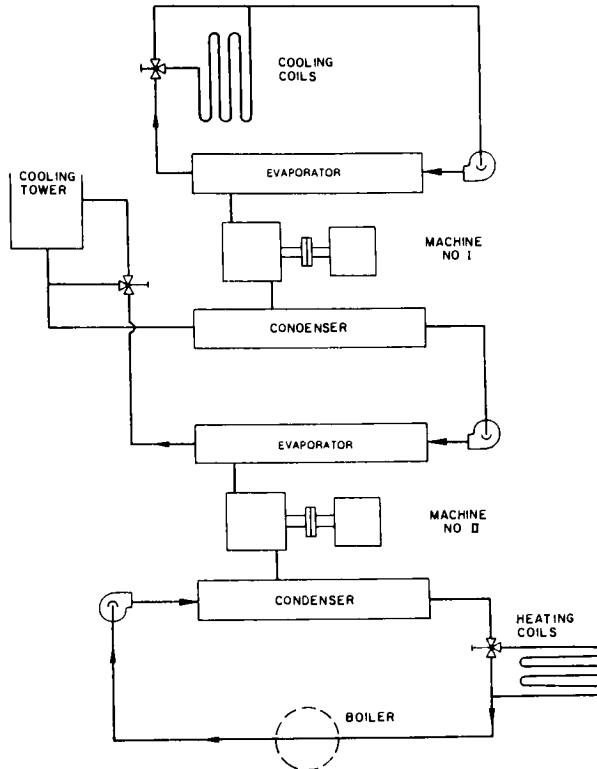 COOLING
COILS
EVAPORATOR
COOLING
TOWER
MACHINE
NO I
CONDENSER
EVAPORATOR
MACHINE
NO II
CONDENSER
HEATING
COILS
BOILER